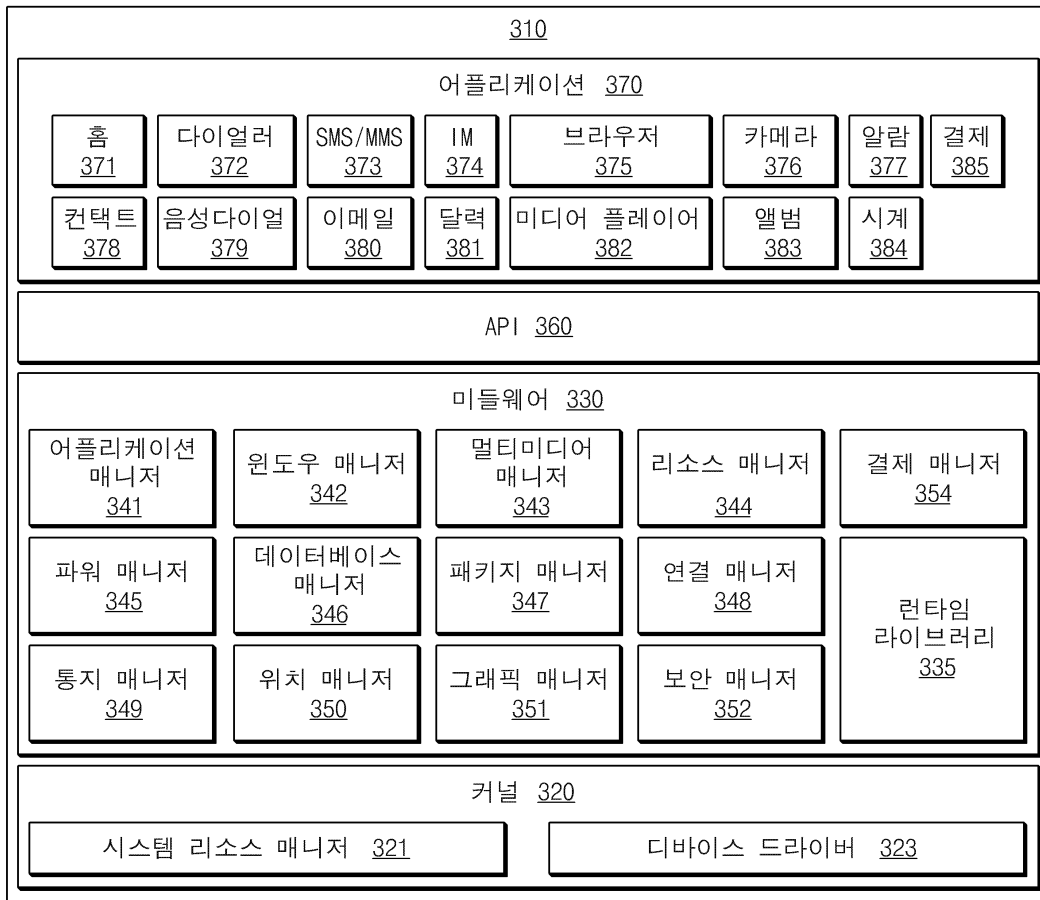 310
어플리케이션 370
홈
371
다이얼러
372
SMS/MMS
373
IM
374
브라우저
375
카메라
376
알람
377
결제
385
컨택트
378
음성다이얼
379
이메일
380
달력
381
미디어 플레이어
382
앨범
383
시계
384
API 360
미들웨어 330
어플리케이션
매니저
341
윈도우 매니저
342
멀티미디어
매니저
343
리소스 매니저
344
결제 매니저
354
파워 매니저
345
데이터베이스
매니저
346
패키지 매니저
347
연결 매니저
348
런타임
라이브러리
335
통지 매니저
349
위치 매니저
350
그래픽 매니저
351
보안 매니저
352
커널 320
시스템 리소스 매니저 321
디바이스 드라이버 323